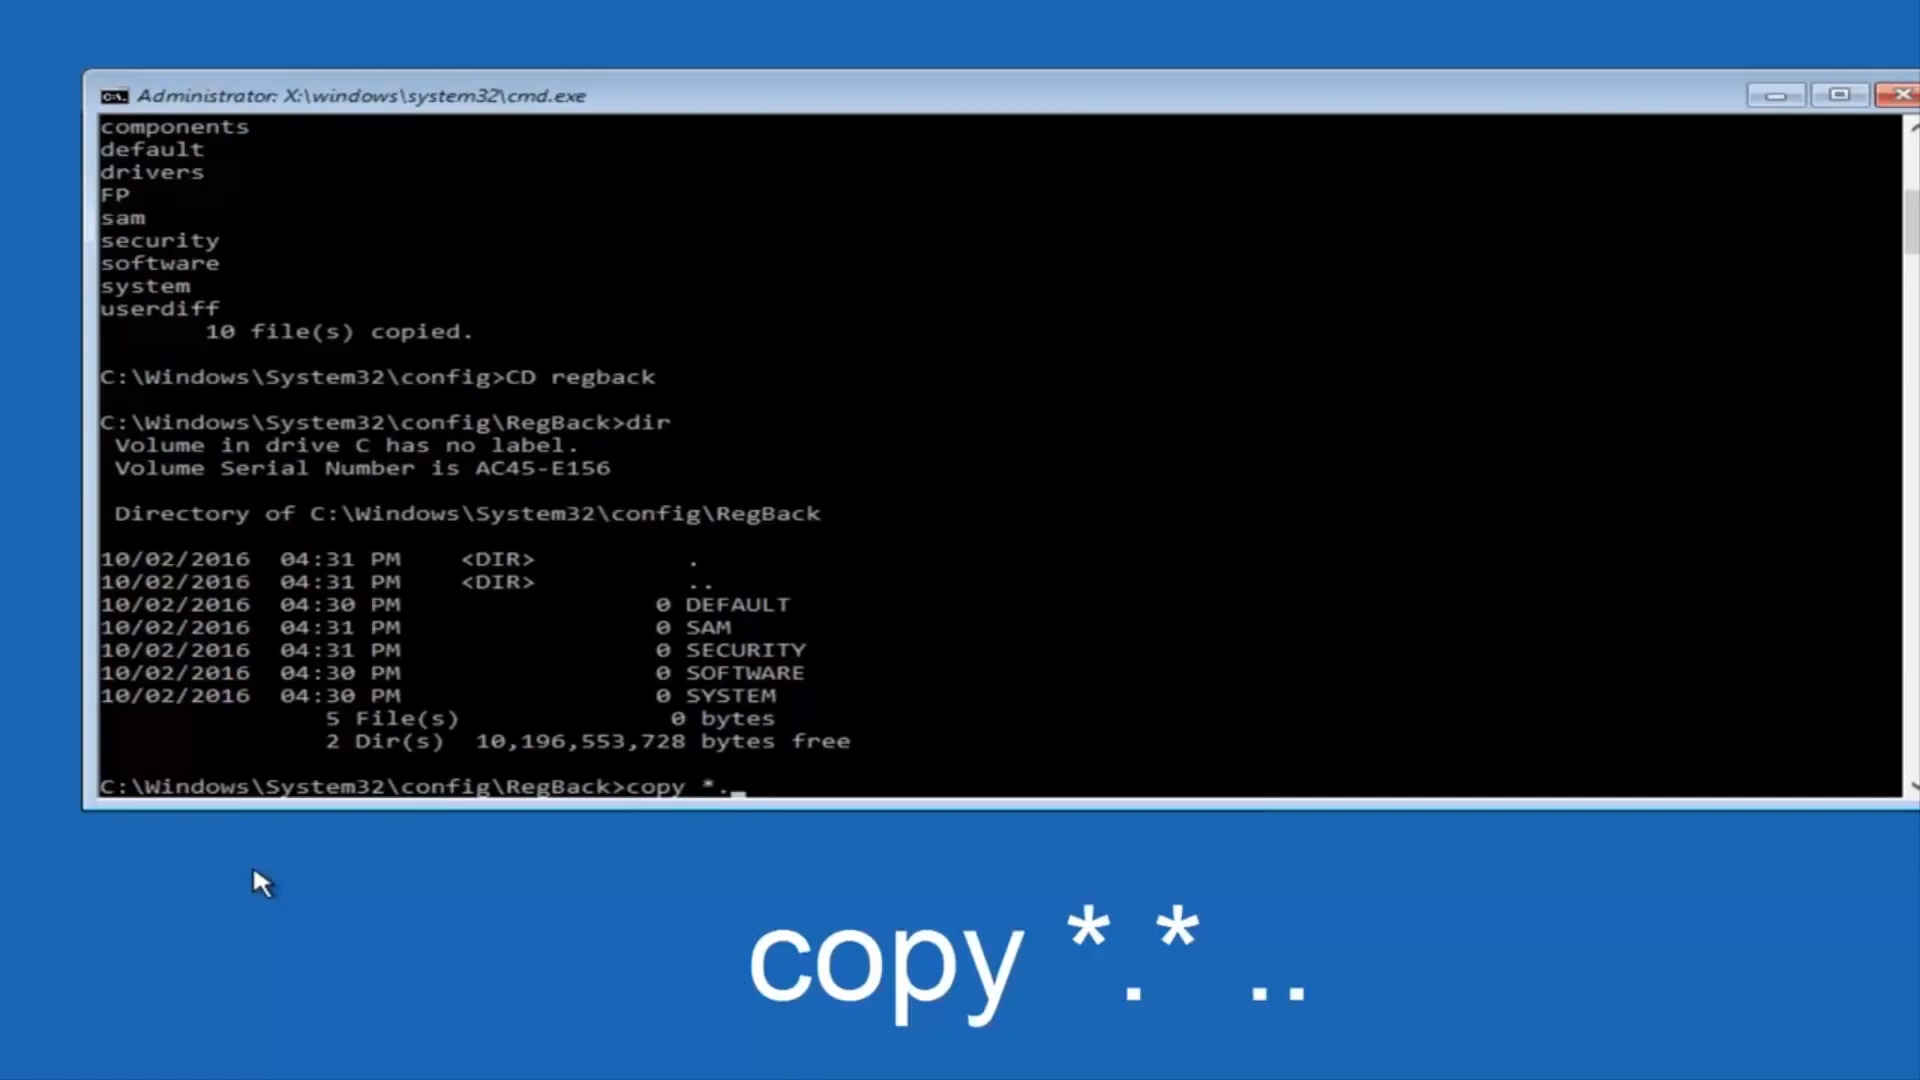 Administrator: X:\windows\system32\cmd.exe
components
default
drivers
FP
sam
security
software
system
userdiff
10 file(s) copied.
C:\Windows\System32\config>CD regback
C:\Windows\System32\config\RegBack>dir
Volume in drive C has no label.
Volume Serial Number is AC45-E156
Directory of C:\Windows\System32\config\RegBack
10/02/2016  04:31 PM    <DIR>          .
10/02/2016  04:31 PM    <DIR>          ..
10/02/2016  04:30 PM                 0 DEFAULT
10/02/2016  04:31 PM                 0 SAM
10/02/2016  04:31 PM                 0 SECURITY
10/02/2016  04:30 PM                 0 SOFTWARE
10/02/2016  04:30 PM                 0 SYSTEM
5 File(s)              0 bytes
2 Dir(s)  10,196,553,728 bytes free
C:\Windows\System32\config\RegBack>copy *._
copy *.* ..